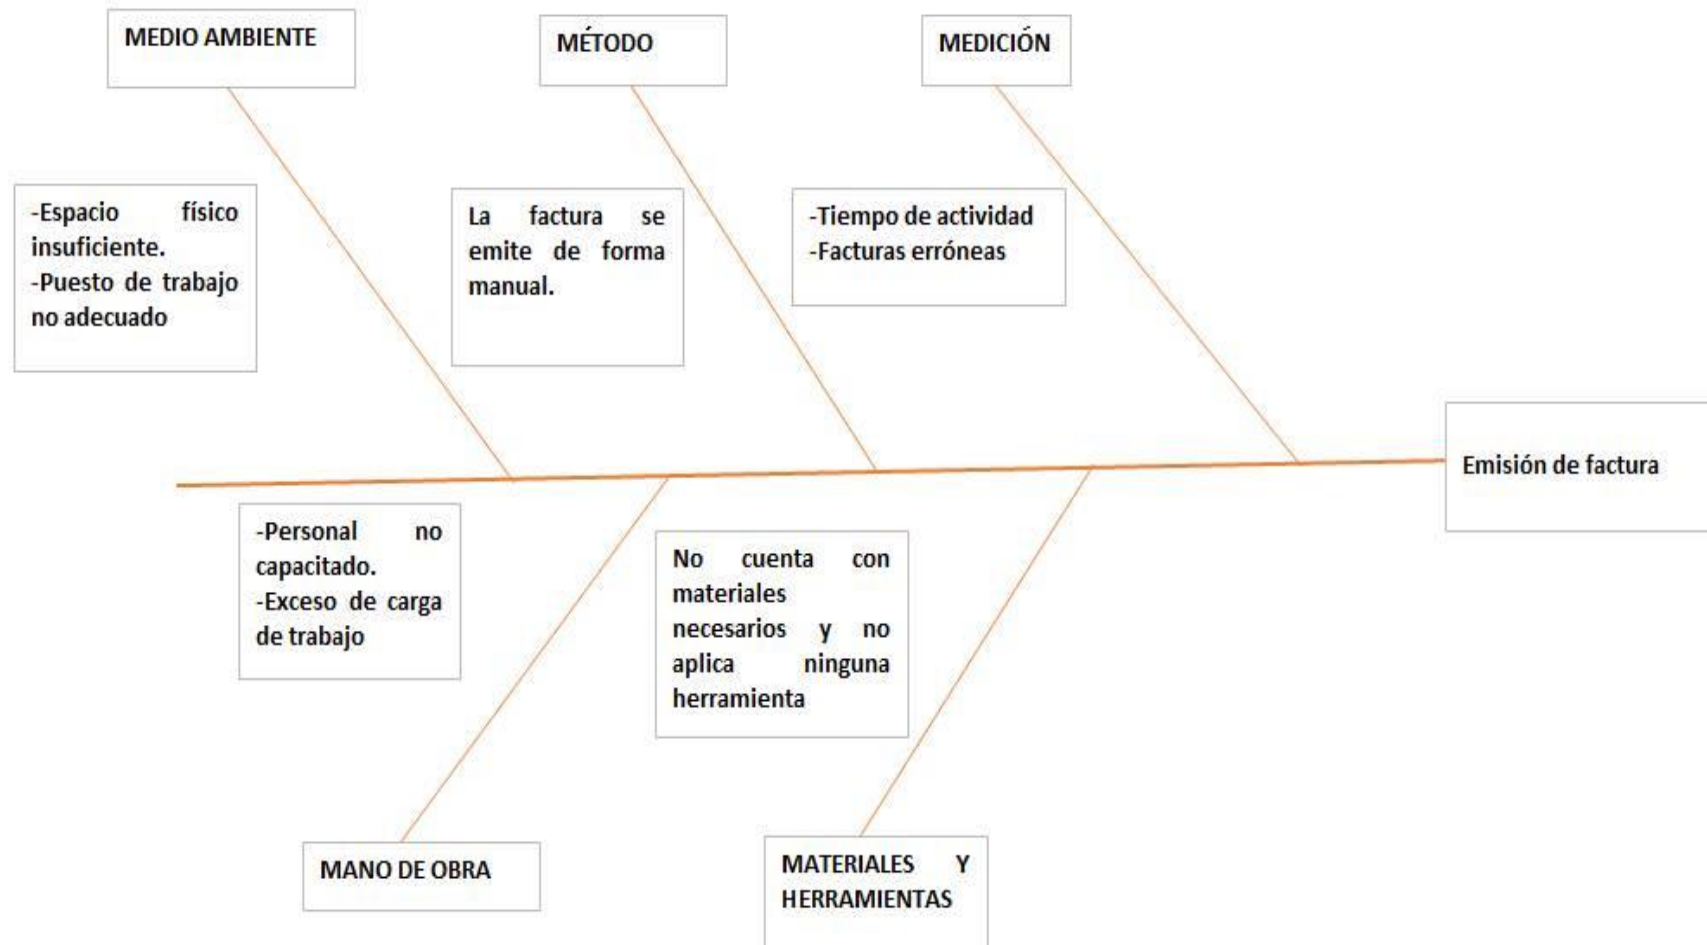 MEDIO AMBIENTE
MÉTODO
MEDICIÓN
-Espacio físico
insuficiente.
-Puesto de trabajo
no adecuado
La factura se
emite de forma
manual.
-Tiempo de actividad
-Facturas erróneas
Emisión de factura
-Personal no
capacitado.
-Exceso de carga
de trabajo
No cuenta con
materiales
necesarios y no
aplica ninguna
herramienta
MANO DE OBRA
MATERIALES Y
HERRAMIENTAS